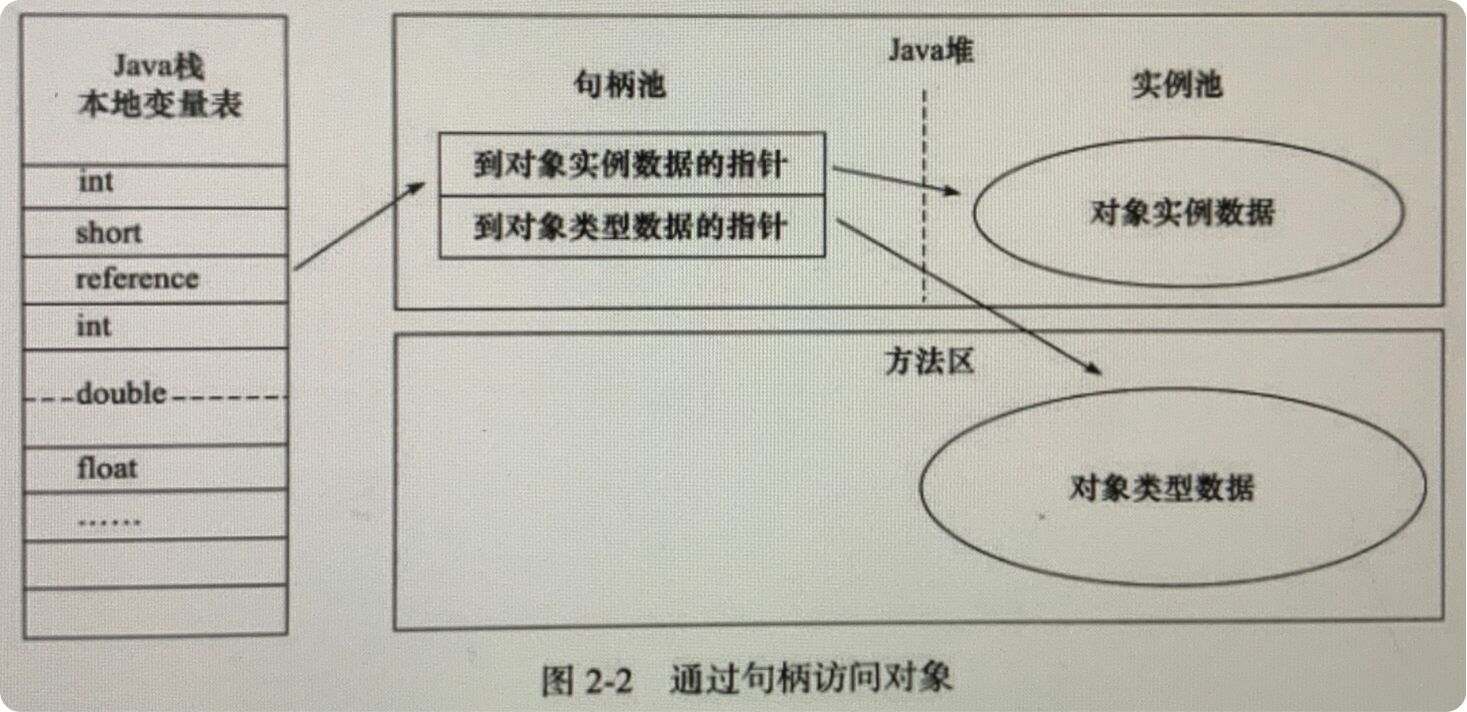 Java栈
本地变量表
int
short
reference
int
double
float
……
Java堆
句柄池
实例池
到对象实例数据的指针
到对象类型数据的指针
对象实例数据
方法区
对象类型数据
图 2-2 通过句柄访问对象